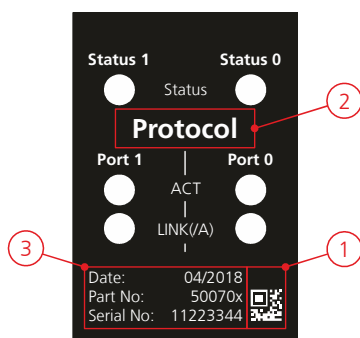 Status 1 Status 0
Status
2
Protocol
Port 1 Port 0
ACT
LINK(/A)
3 1
Date: 04/2018
Part No: 50070x
Serial No: 11223344